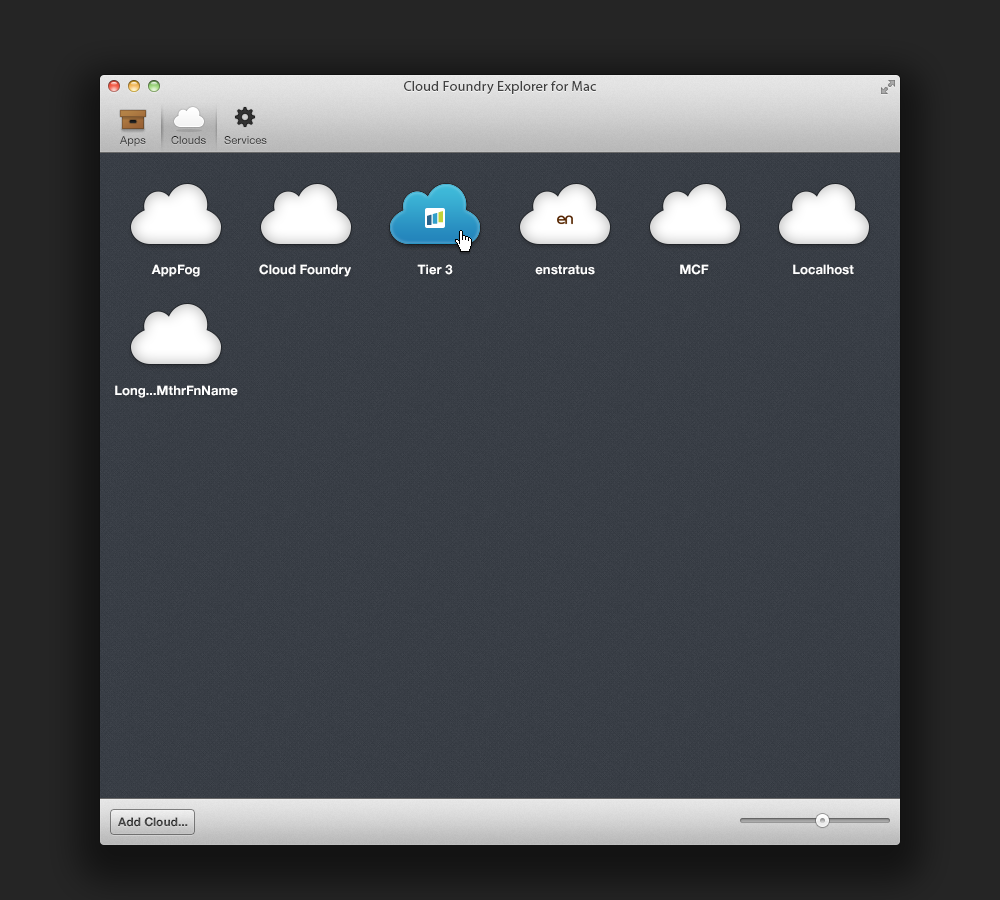 Cloud Foundry Explorer for Mac
Apps Clouds Services
en
AppFog Cloud Foundry Tier 3 enstratus MCF Localhost
Long...MthrFnName
Add Cloud...